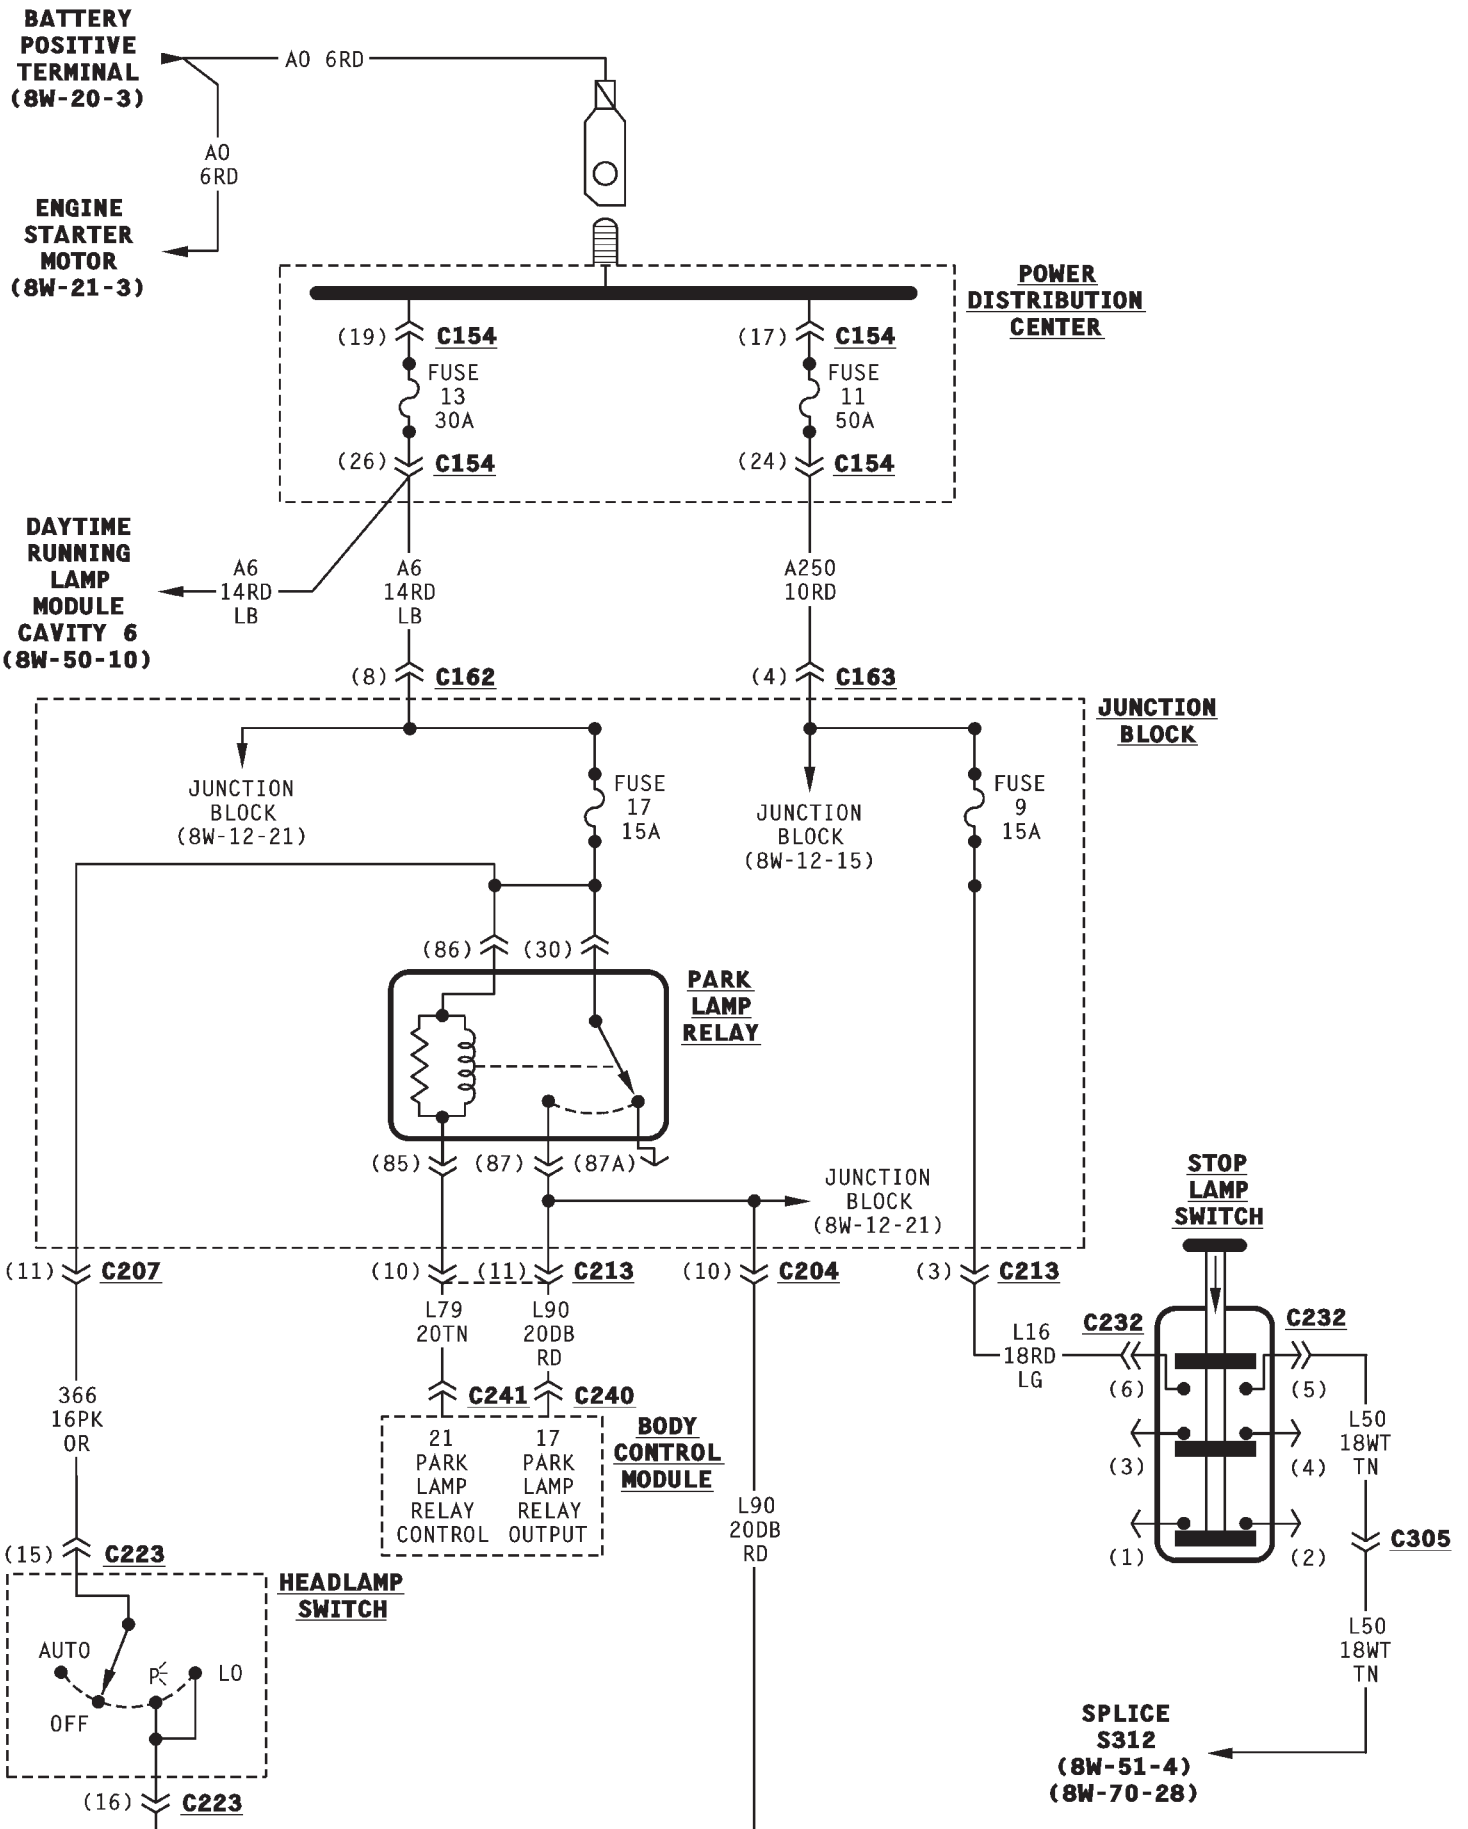 BATTERY
POSITIVE
TERMINAL
(8W-20-3)
A0 6RD
A0
6RD
ENGINE
STARTER
MOTOR
(8W-21-3)
POWER
DISTRIBUTION
CENTER
(19) C154
(17) C154
FUSE
13
30A
FUSE
11
50A
(26) C154
(24) C154
DAYTIME
RUNNING
LAMP
MODULE
CAVITY 6
(8W-50-10)
A6
14RD
LB
A6
14RD
LB
A250
10RD
(8) C162
(4) C163
JUNCTION
BLOCK
JUNCTION
BLOCK
(8W-12-21)
FUSE
17
15A
JUNCTION
BLOCK
(8W-12-15)
FUSE
9
15A
(86) (30)
PARK
LAMP
RELAY
(85) (87) (87A)
JUNCTION
BLOCK
(8W-12-21)
STOP
LAMP
SWITCH
(11) C207
(10) (11) C213
(10) C204
(3) C213
L79
20TN
L90
20DB
RD
L16
18RD
LG
C232
C232
(6) (5)
(3) (4)
(1) (2)
366
16PK
OR
C241 C240
21
PARK
LAMP
RELAY
CONTROL
17
PARK
LAMP
RELAY
OUTPUT
BODY
CONTROL
MODULE
L90
20DB
RD
L50
18WT
TN
C305
(15) C223
HEADLAMP
SWITCH
AUTO
OFF
P
LO
L50
18WT
TN
SPLICE
S312
(8W-51-4)
(8W-70-28)
(16) C223